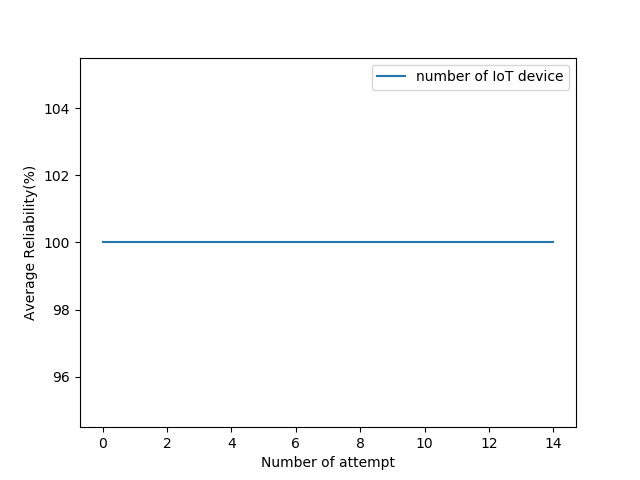 number of IoT device
104
102
100
98
96
Average Reliability(%)
0 2 4 6 8 10 12 14
Number of attempt